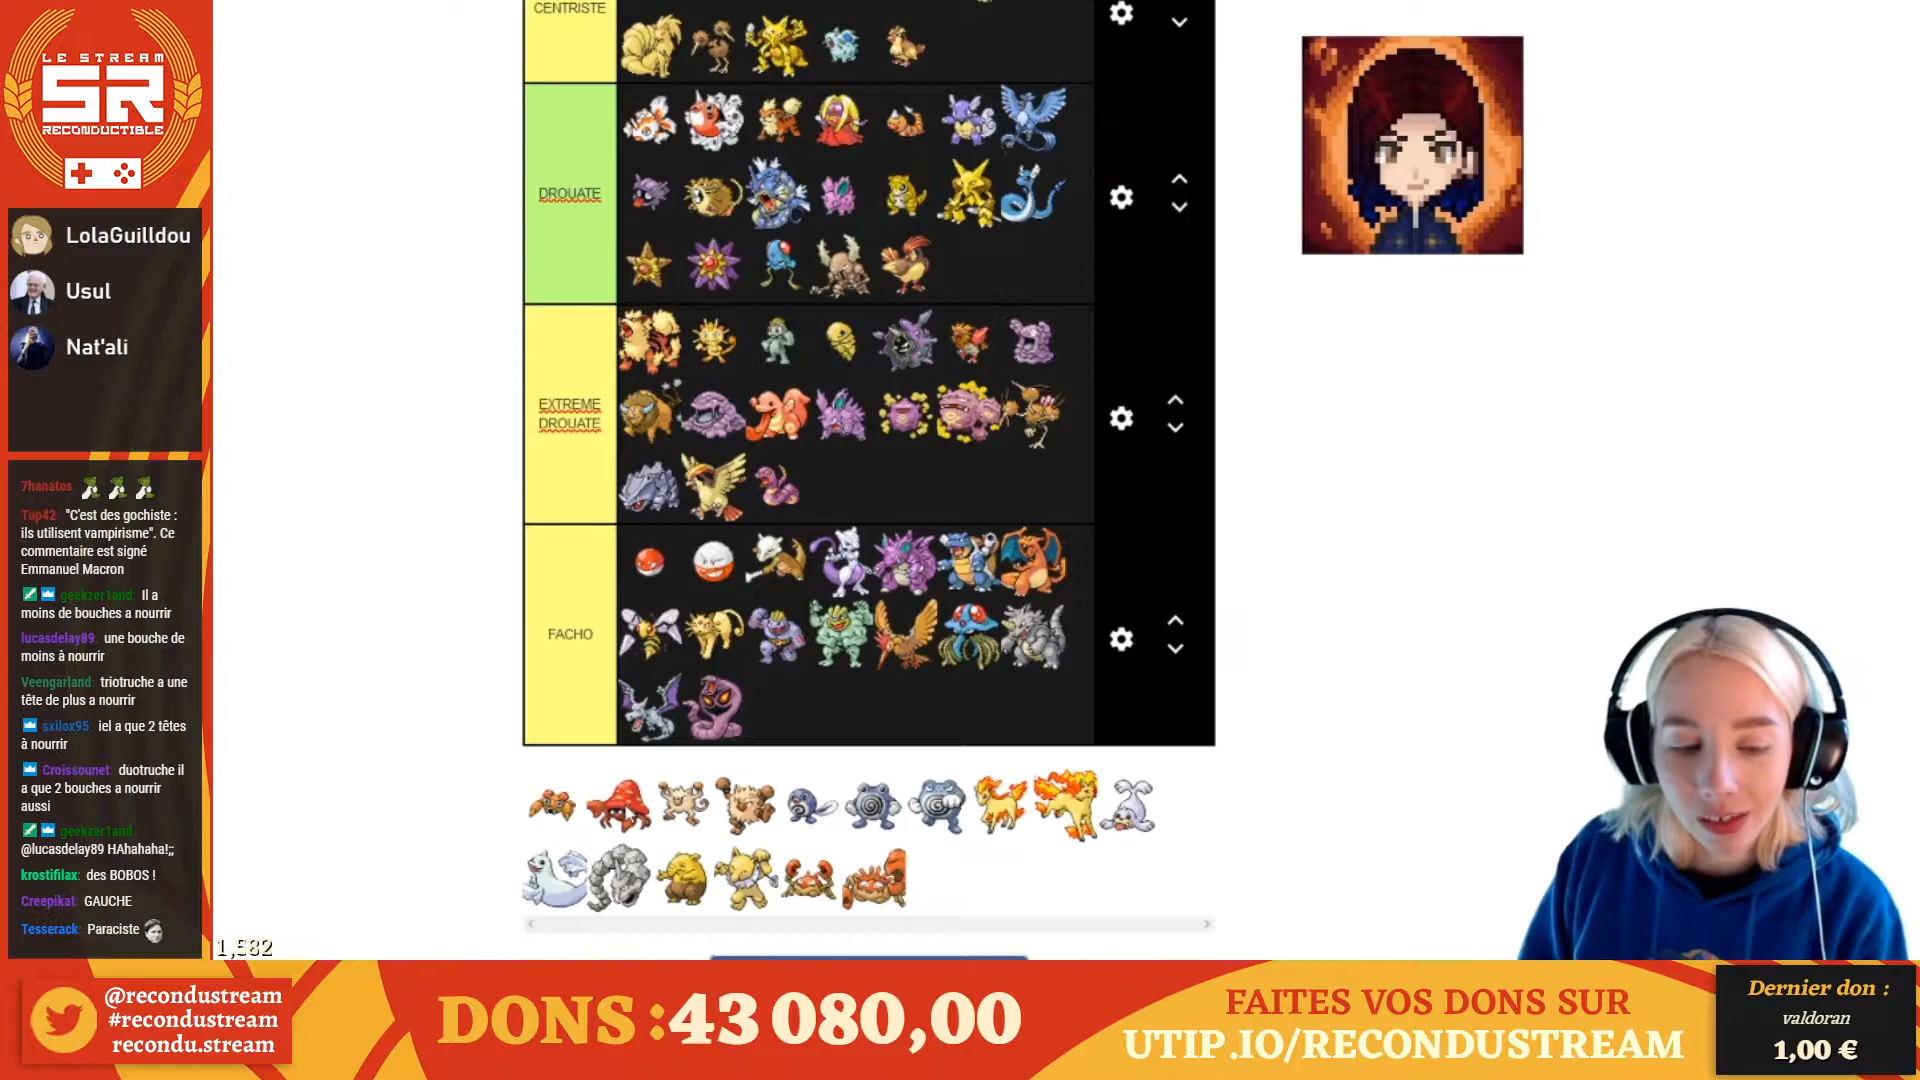 LE STREAM
SR
RECONDUCTIBLE
LolaGuilldou
Usul
Nat'ali
7hanatos
Tup42: "C'est des gochiste :
ils utilisent vampirisme". Ce
commentaire est signé
Emmanuel Macron
geekzer1and: Il a
moins de bouches a nourrir
lucasdelay89: une bouche de
moins à nourrir
Veengarland: triotruche a une
tête de plus a nourrir
sxilox95: iel a que 2 têtes
à nourrir
Croissounet: duotruche il
a que 2 bouches a nourrir
aussi
geekzer1and:
@lucasdelay89 HAhahaha!;;
krostifilax: des BOBOS !
Creepikat: GAUCHE
Tesserack: Paraciste
1,582
CENTRISTE
DROUATE
EXTREME
DROUATE
FACHO
@recondustream
#recondustream
recondu.stream
DONS :43 080,00
FAITES VOS DONS SUR
UTIP.IO/RECONDUSTREAM
Dernier don :
valdoran
1,00 €